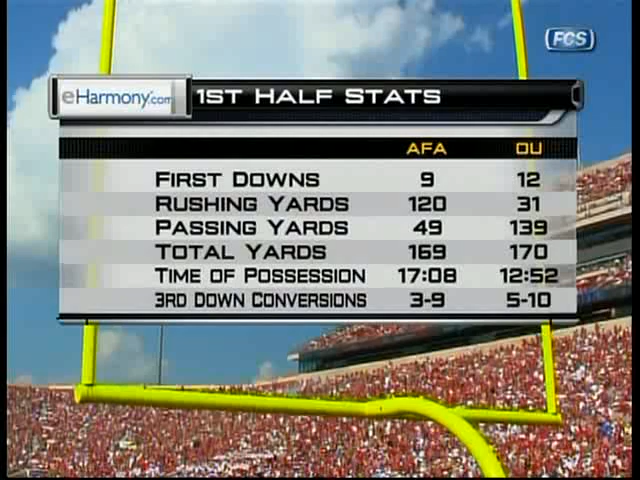 FCS
eHarmony.com 1ST HALF STATS
AFA OU
FIRST DOWNS 9 12
RUSHING YARDS 120 31
PASSING YARDS 49 139
TOTAL YARDS 169 170
TIME OF POSSESSION 17:08 12:52
3RD DOWN CONVERSIONS 3-9 5-10